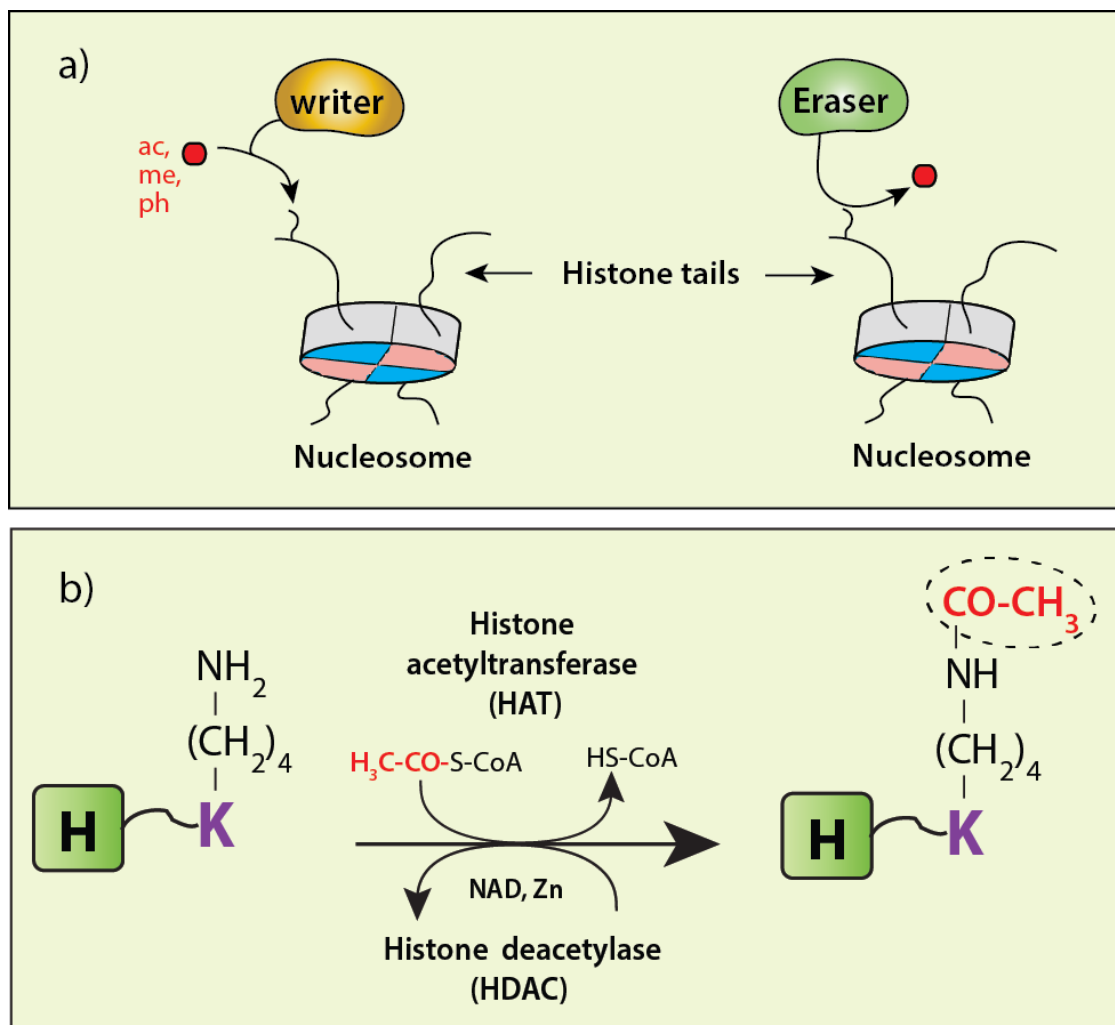 a)
writer
Eraser
ac,
me,
ph
Histone tails
Nucleosome
Nucleosome
b)
CO-CH₃
Histone
acetyltransferase
(HAT)
NH₂
NH
(CH₂)₄
(CH₂)₄
H₃C-CO-S-CoA
HS-CoA
H
K
H
K
NAD, Zn
Histone deacetylase
(HDAC)